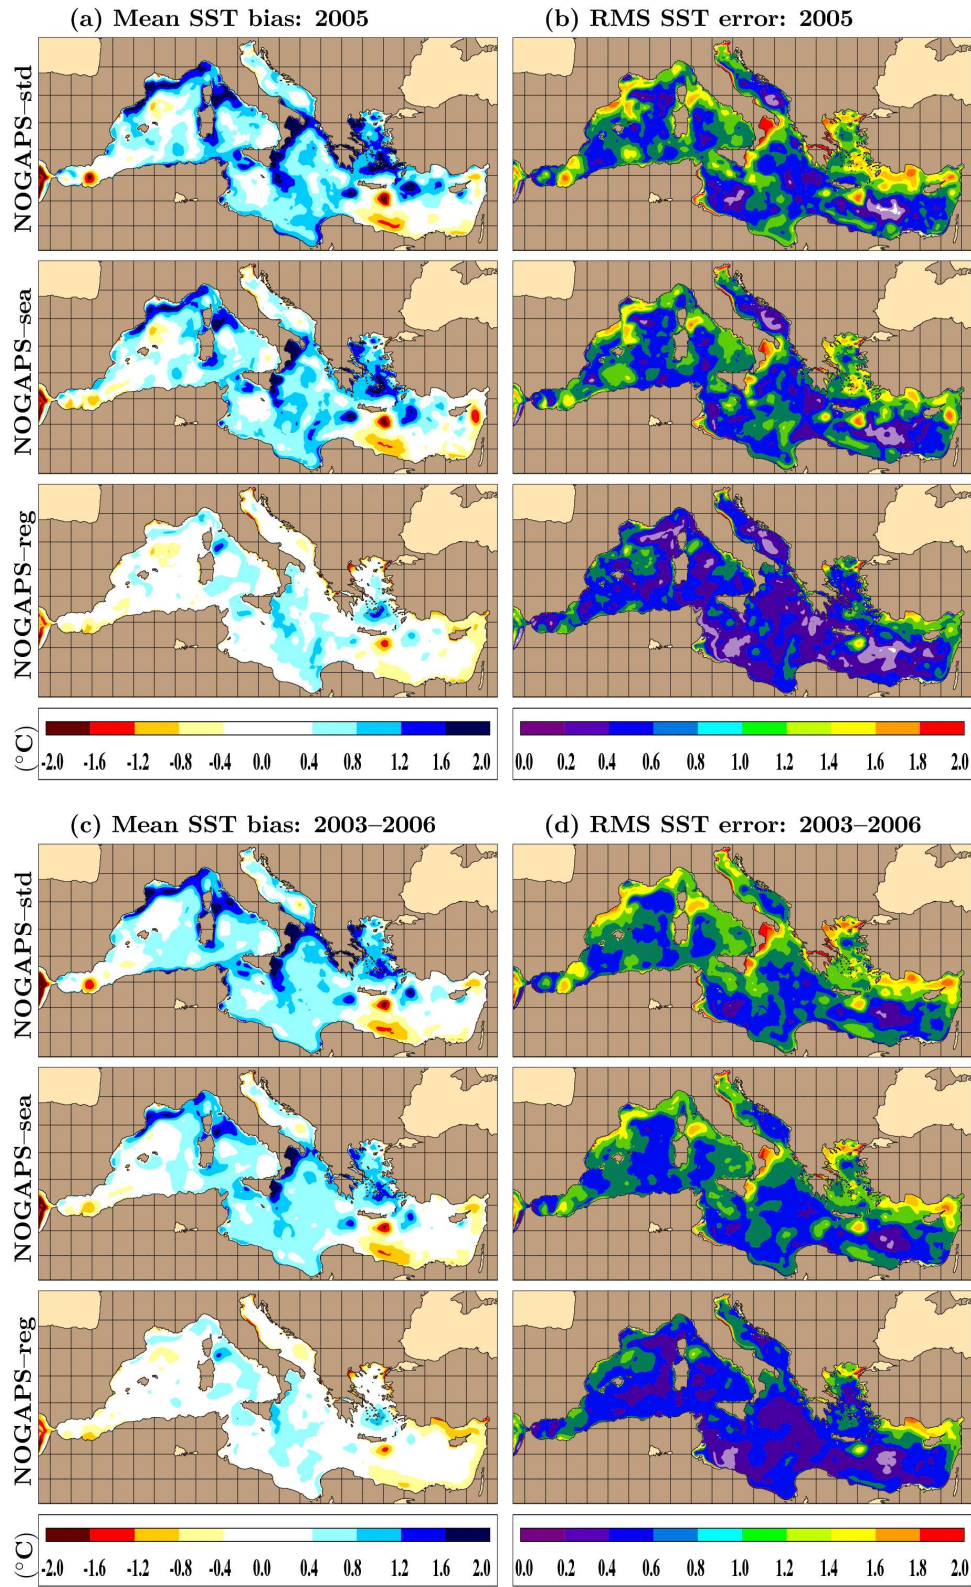 (a) Mean SST bias: 2005
(b) RMS SST error: 2005
NOGAPS–std
NOGAPS–sea
NOGAPS–reg
(°C)
-2.0 -1.6 -1.2 -0.8 -0.4 0.0 0.4 0.8 1.2 1.6 2.0
0.0 0.2 0.4 0.6 0.8 1.0 1.2 1.4 1.6 1.8 2.0
(c) Mean SST bias: 2003–2006
(d) RMS SST error: 2003–2006
NOGAPS–std
NOGAPS–sea
NOGAPS–reg
(°C)
-2.0 -1.6 -1.2 -0.8 -0.4 0.0 0.4 0.8 1.2 1.6 2.0
0.0 0.2 0.4 0.6 0.8 1.0 1.2 1.4 1.6 1.8 2.0